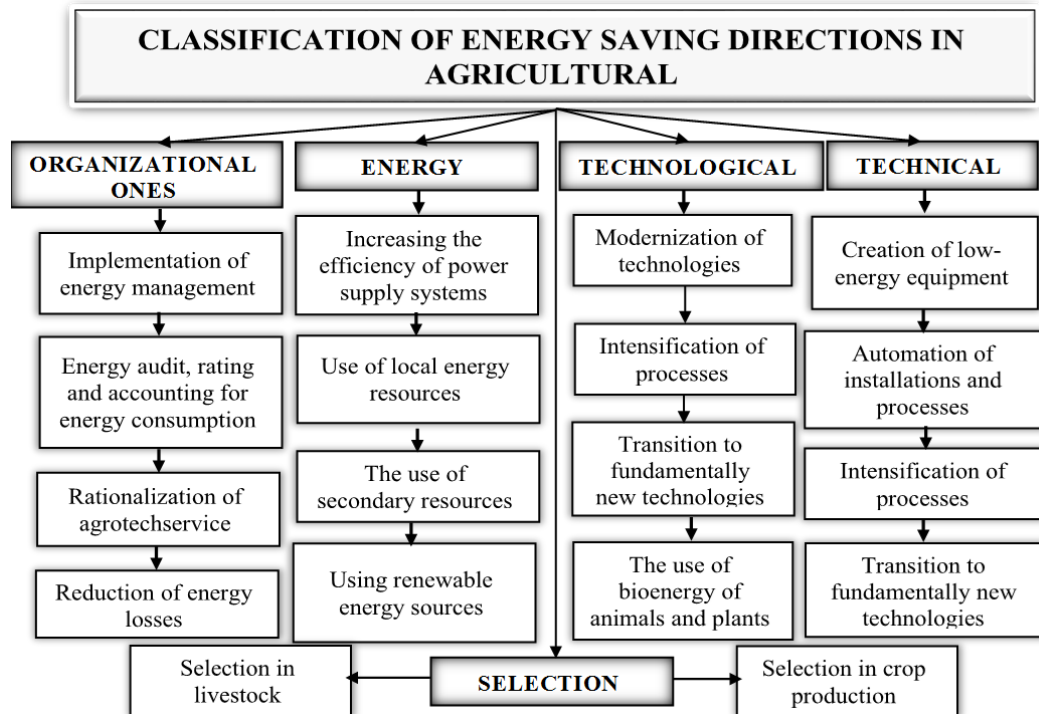 CLASSIFICATION OF ENERGY SAVING DIRECTIONS IN
AGRICULTURAL
ORGANIZATIONAL
ONES
Implementation of
energy management
Energy audit, rating
and accounting for
energy consumption
Rationalization of
agrotechservice
Reduction of energy
losses
ENERGY
Increasing the
efficiency of power
supply systems
Use of local energy
resources
The use of
secondary resources
Using renewable
energy sources
TECHNOLOGICAL
Modernization of
technologies
Intensification of
processes
Transition to
fundamentally
new technologies
The use of
bioenergy of
animals and plants
TECHNICAL
Creation of low-
energy equipment
Automation of
installations and
processes
Intensification of
processes
Transition to
fundamentally new
technologies
Selection in
livestock
SELECTION
Selection in crop
production